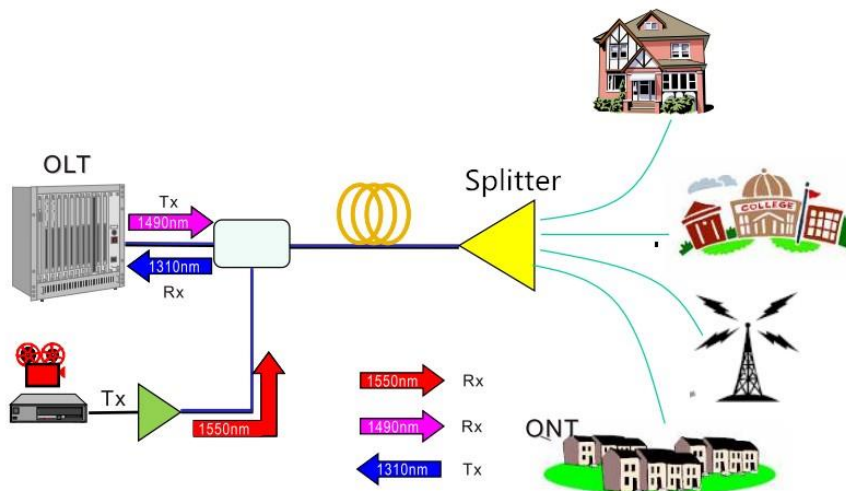 OLT
Tx
1490nm
1310nm
Rx
Splitter
COLLEGE
Tx
1550nm
1550nm Rx
1490nm Rx
1310nm Tx
ONT